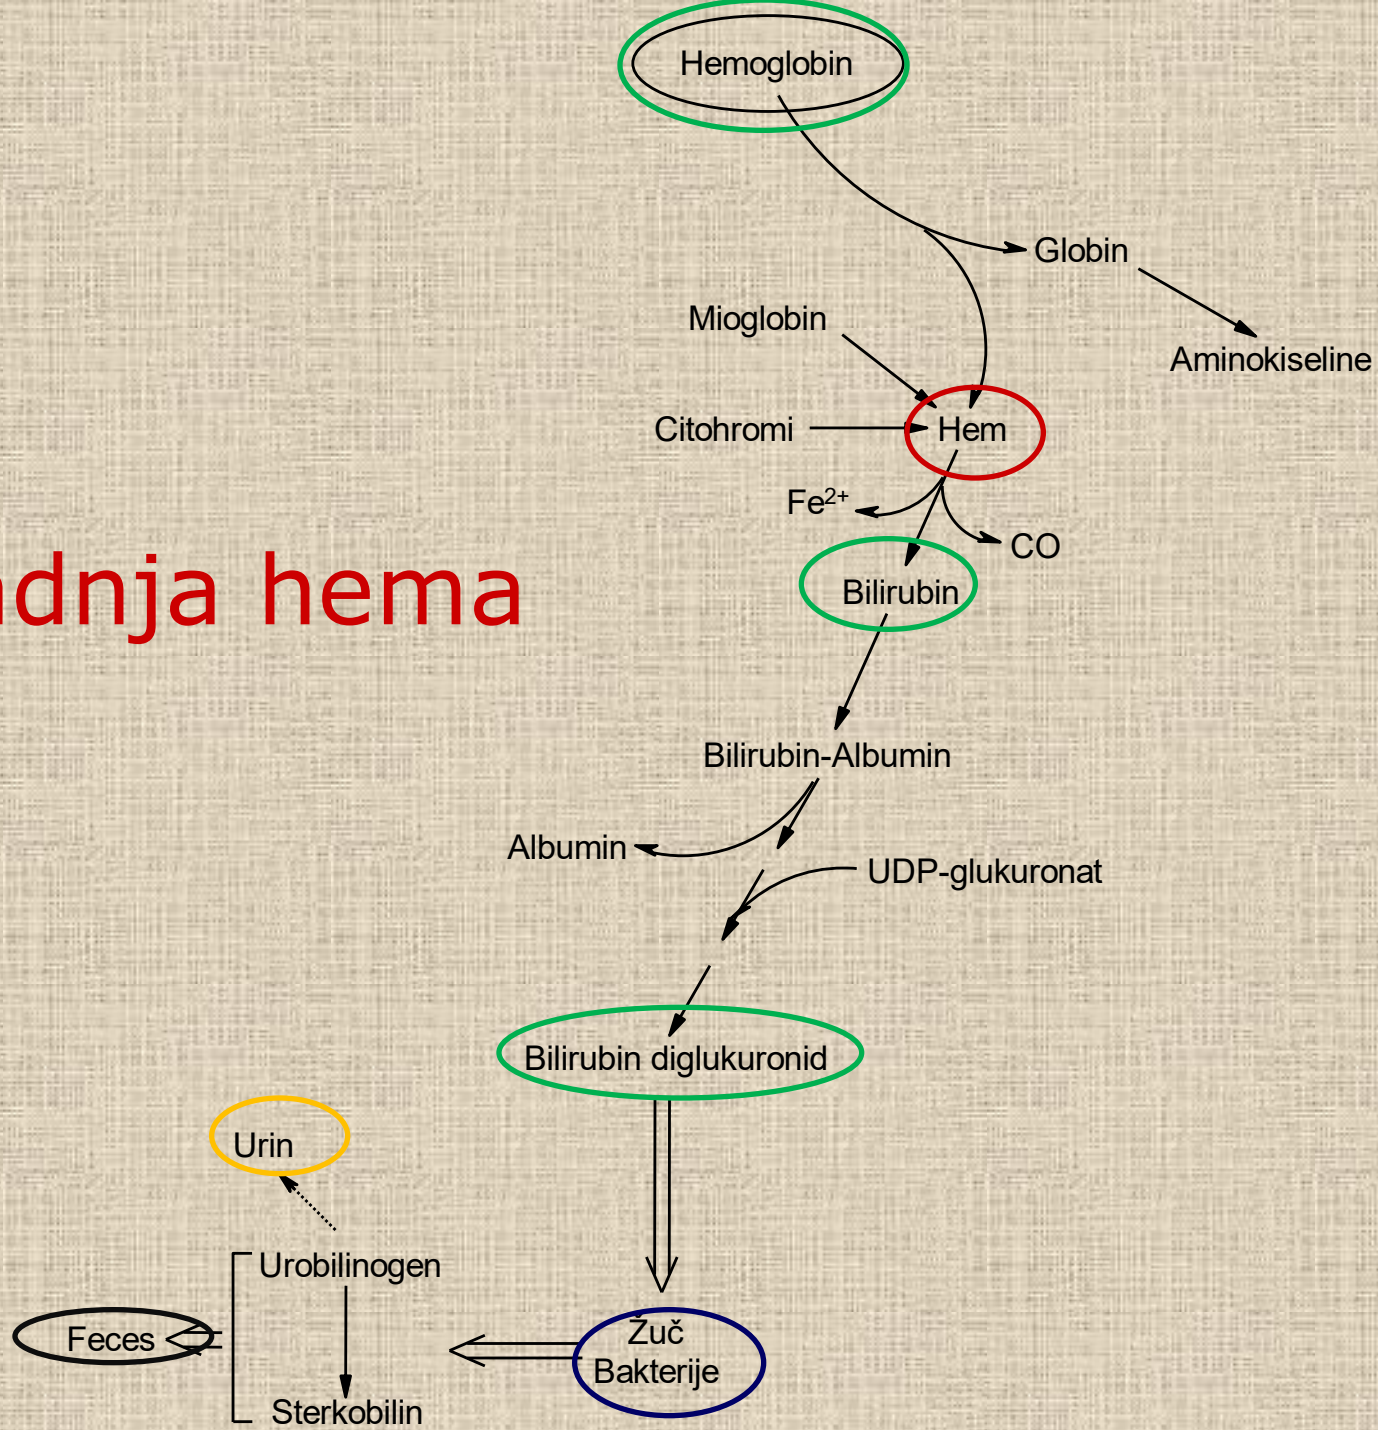 Hemoglobin
Globin
Mioglobin
Aminokiseline
Citohromi
Hem
Fe2+
CO
adnja hema
Bilirubin
Bilirubin-Albumin
Albumin
UDP-glukuronat
Bilirubin diglukuronid
Urin
Urobilinogen
Feces
Žuč
Bakterije
Sterkobilin